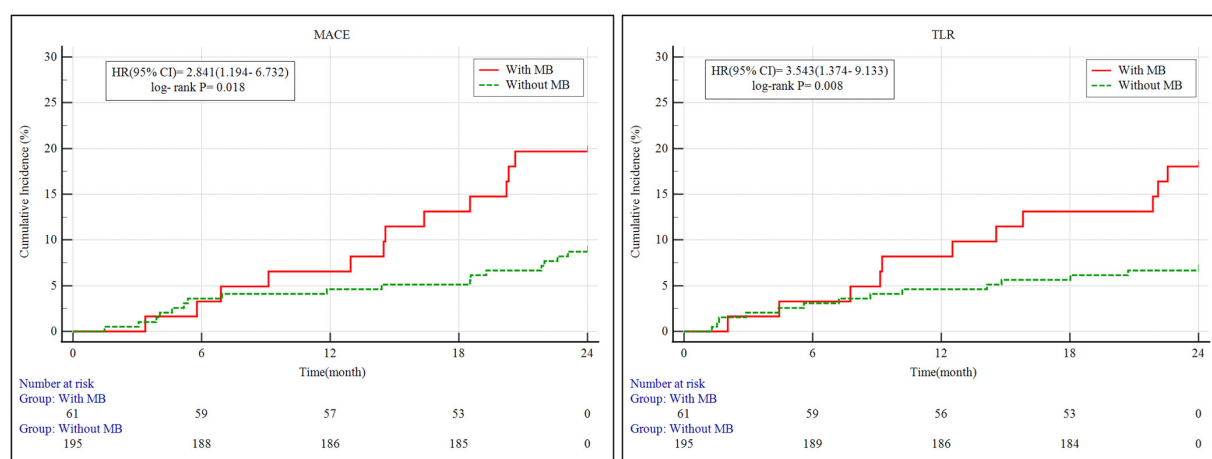 MACE
30
25
20
15
10
5
0
Cumulative Incidence (%)
HR(95% CI)= 2.841(1.194- 6.732)
log- rank P= 0.018
With MB
Without MB
0 6 12 18 24
Time(month)
Number at risk
Group: With MB
61 59 57 53 0
Group: Without MB
195 188 186 185 0
TLR
30
25
20
15
10
5
0
Cumulative Incidence (%)
HR(95% CI)= 3.543(1.374- 9.133)
log-rank P= 0.008
With MB
Without MB
0 6 12 18 24
Time(month)
Number at risk
Group: With MB
61 59 56 53 0
Group: Without MB
195 189 186 184 0